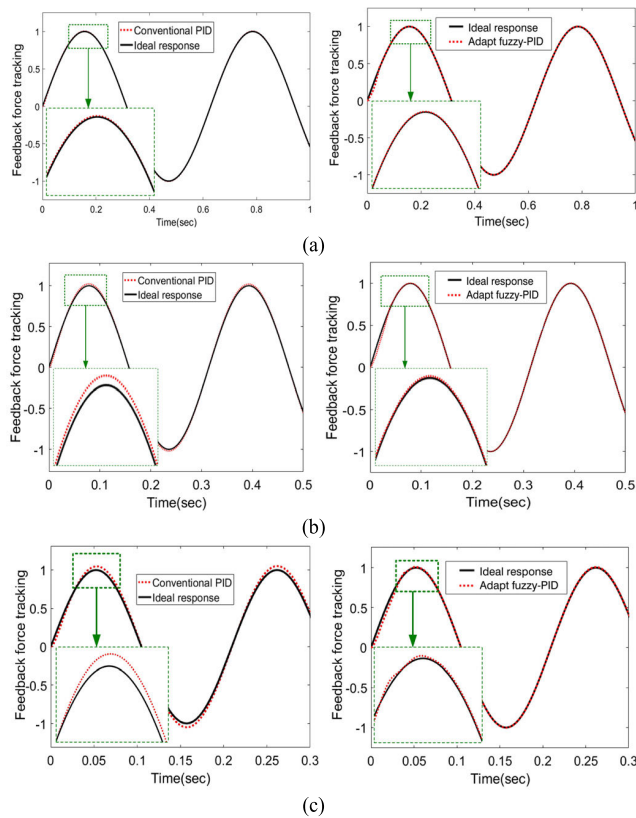 Feedback force tracking
1
0.5
0
-0.5
-1
Conventional PID
Ideal response
0 0.2 0.4 0.6 0.8 1
Time(sec)
Feedback force tracking
1
0.5
0
-0.5
-1
Ideal response
Adapt fuzzy-PID
0 0.2 0.4 0.6 0.8 1
Time(sec)
(a)
Feedback force tracking
1
0.5
0
-0.5
-1
Conventional PID
Ideal response
0 0.1 0.2 0.3 0.4 0.5
Time(sec)
Feedback force tracking
1
0.5
0
-0.5
-1
Ideal response
Adapt fuzzy-PID
0 0.1 0.2 0.3 0.4 0.5
Time(sec)
(b)
Feedback force tracking
1
0.5
0
-0.5
-1
Conventional PID
Ideal response
0 0.05 0.1 0.15 0.2 0.25 0.3
Time(sec)
Feedback force tracking
1
0.5
0
-0.5
-1
Ideal response
Adapt fuzzy-PID
0 0.05 0.1 0.15 0.2 0.25 0.3
Time(sec)
(c)